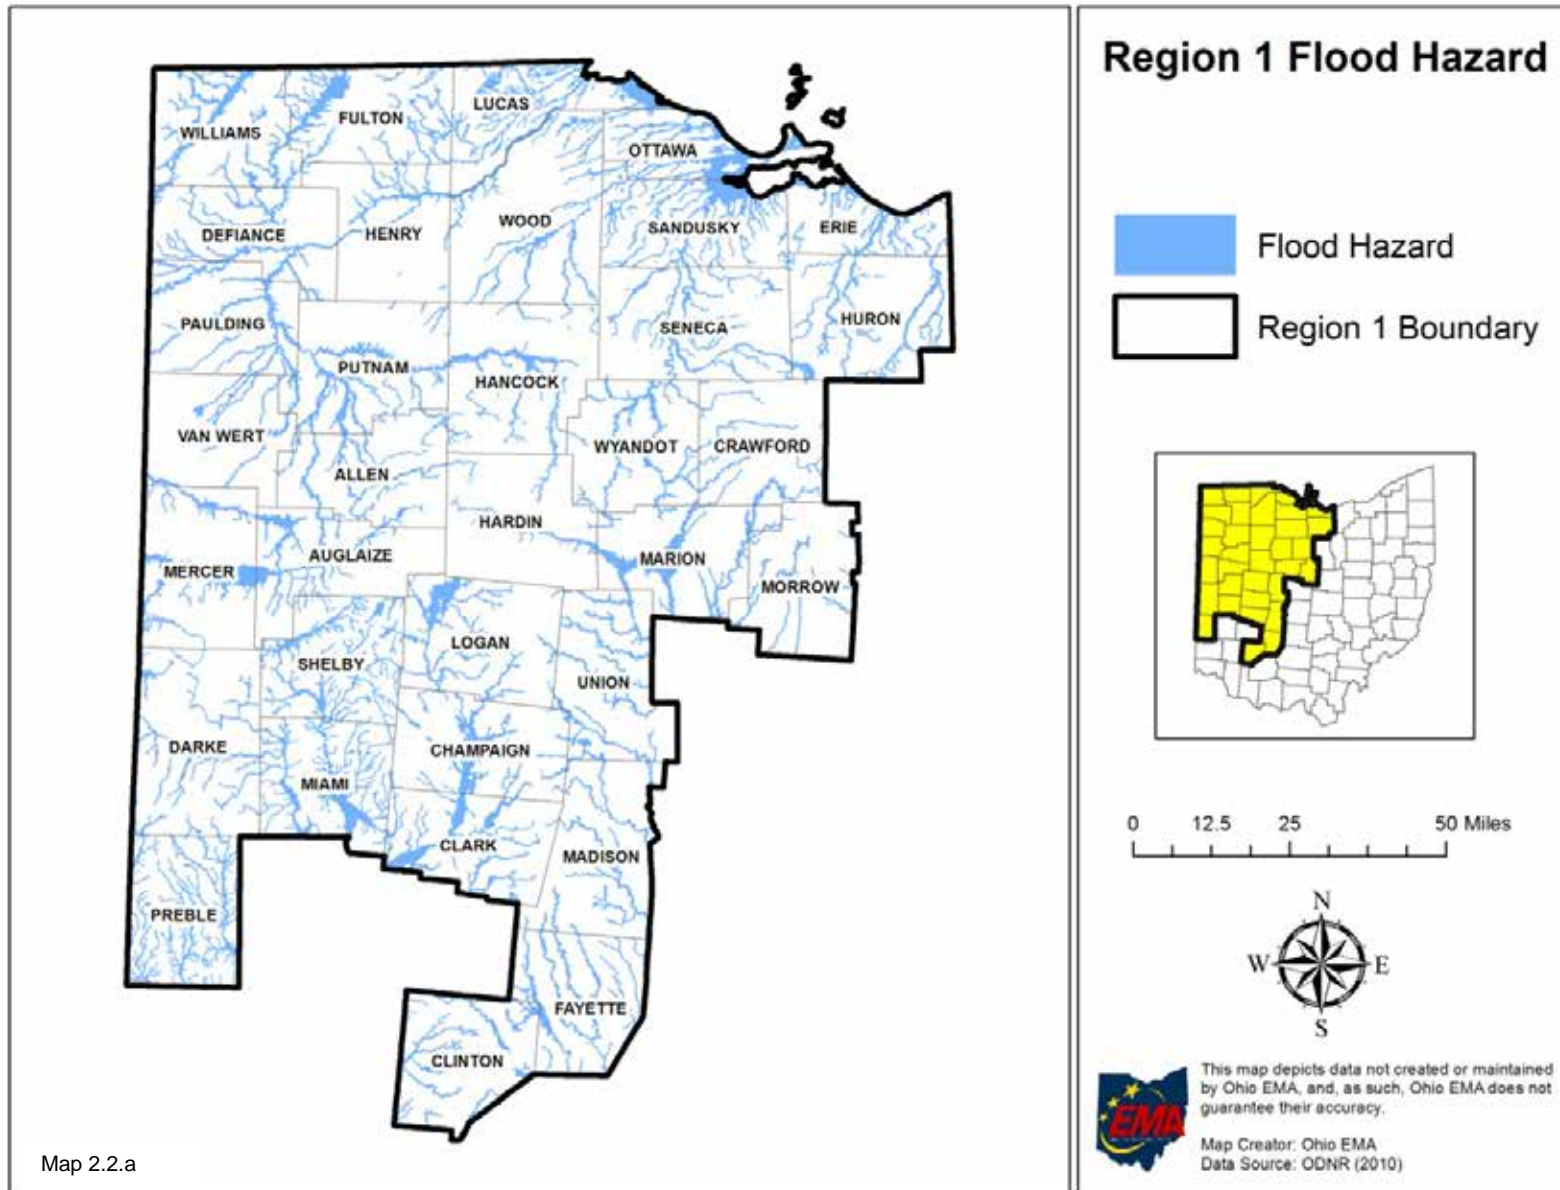 Region 1 Flood Hazard
WILLIAMS
FULTON
LUCAS
OTTAWA
DEFIANCE
HENRY
WOOD
SANDUSKY
ERIE
PAULDING
PUTNAM
HANCOCK
SENECA
HURON
VAN WERT
ALLEN
WYANDOT
CRAWFORD
HARDIN
MERCER
AUGLAIZE
MARION
MORROW
LOGAN
SHELBY
UNION
DARKE
CHAMPAIGN
MIAMI
CLARK
MADISON
PREBLE
FAYETTE
CLINTON
Map 2.2.a
Flood Hazard
Region 1 Boundary
0 12.5 25 50 Miles
N
W E
S
EMA
This map depicts data not created or maintained
by Ohio EMA, and, as such, Ohio EMA does not
guarantee their accuracy.
Map Creator: Ohio EMA
Data Source: ODNR (2010)